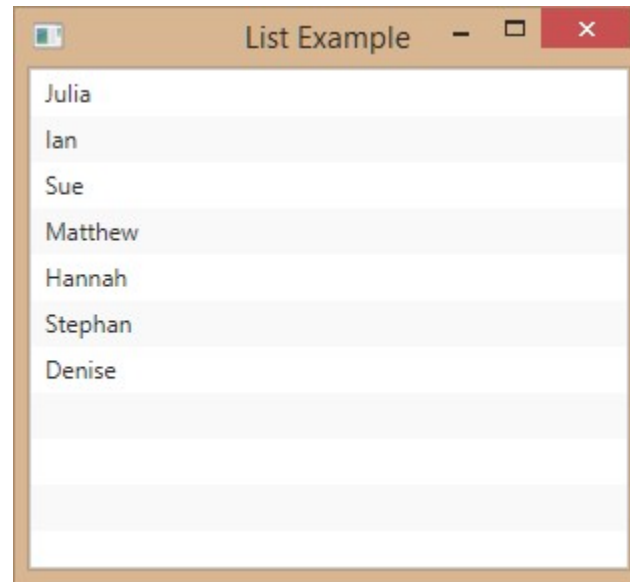 List Example
Julia
Ian
Sue
Matthew
Hannah
Stephan
Denise